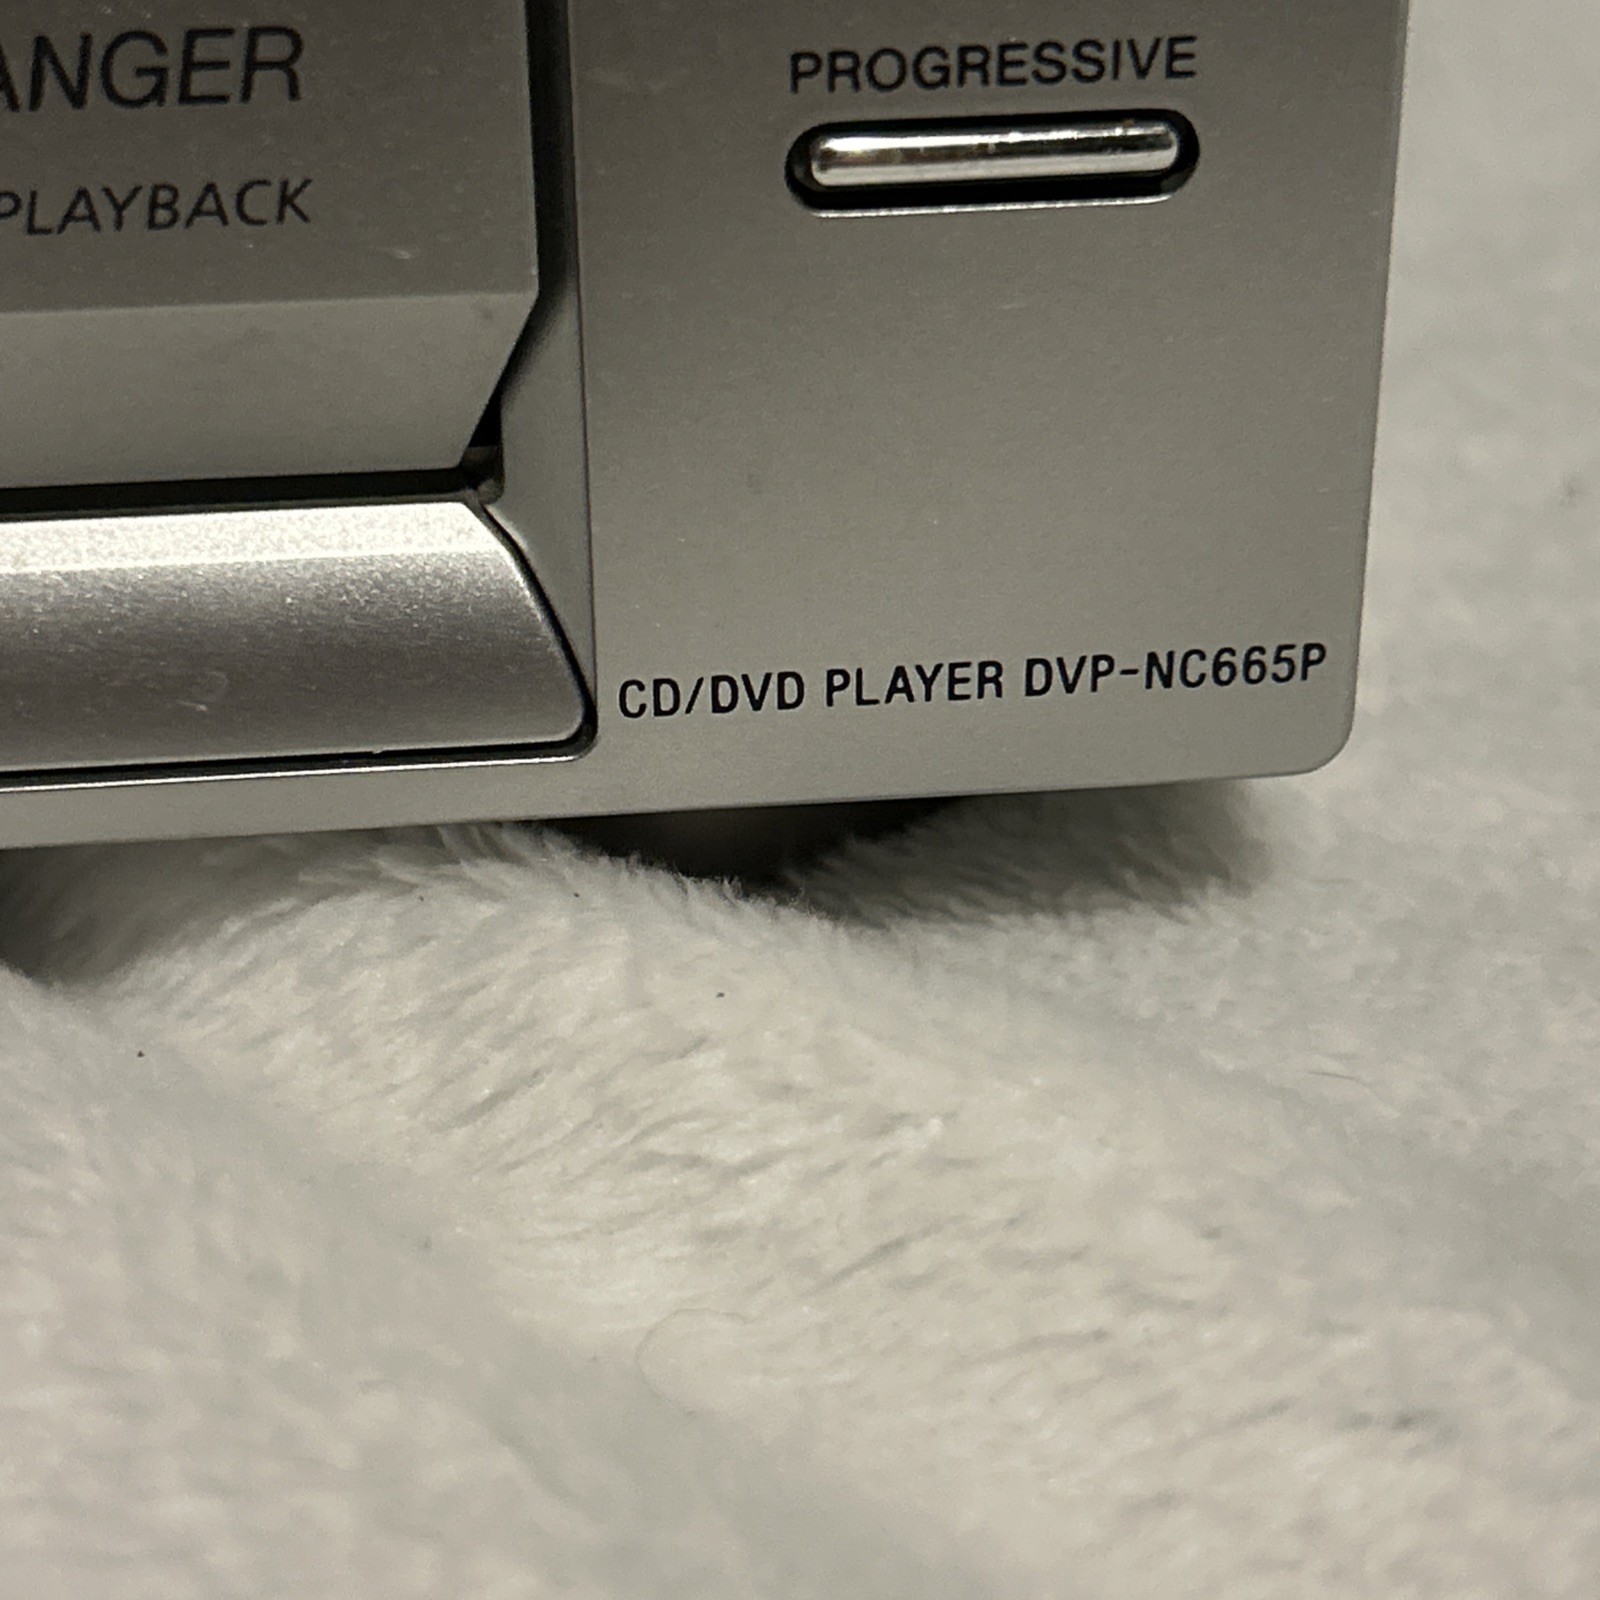 ANGER
PLAYBACK
PROGRESSIVE
CD/DVD PLAYER DVP-NC665P